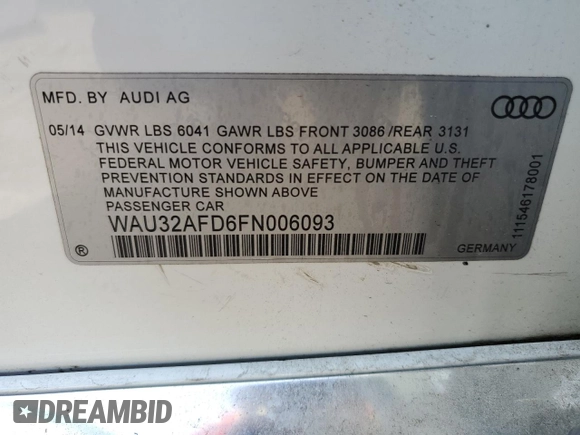 MFD. BY AUDI AG
05/14 GVWR LBS 6041 GAWR LBS FRONT 3086 /REAR 3131
THIS VEHICLE CONFORMS TO ALL APPLICABLE U.S.
FEDERAL MOTOR VEHICLE SAFETY, BUMPER AND THEFT
PREVENTION STANDARDS IN EFFECT ON THE DATE OF
MANUFACTURE SHOWN ABOVE
PASSENGER CAR
WAU32AFD6FN006093
®
GERMANY
111546178001
DREAMBID